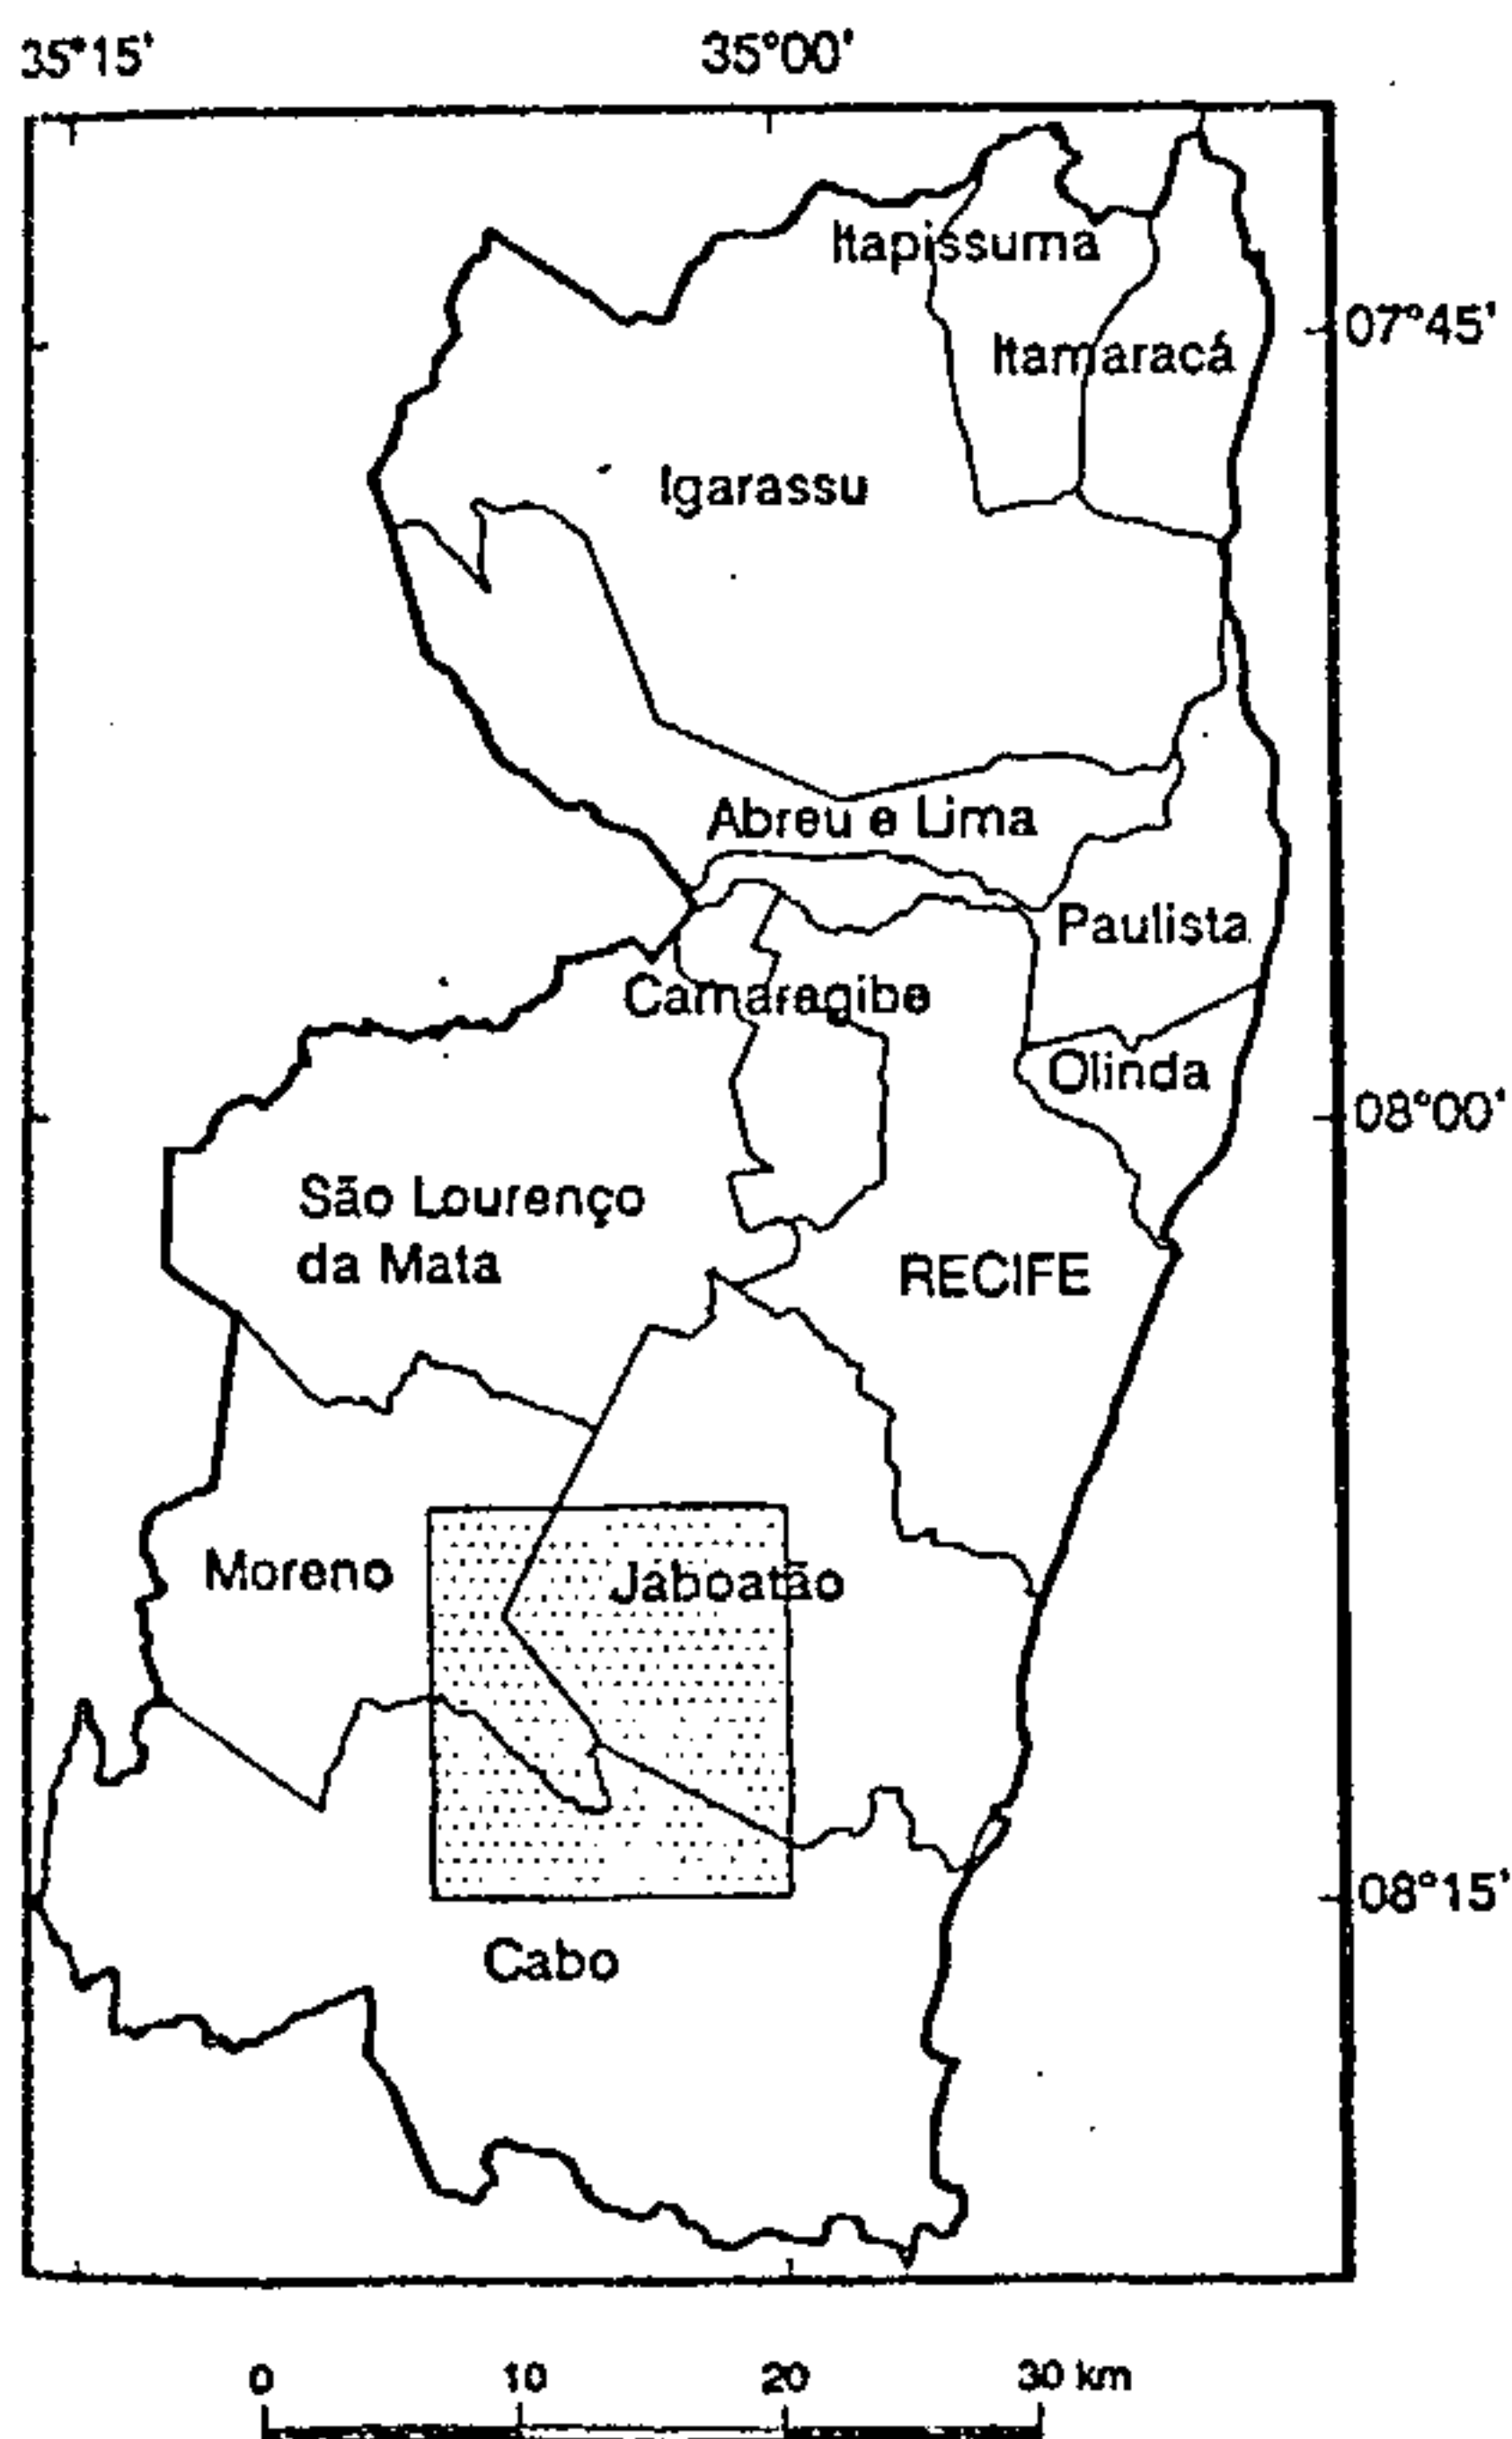 35°15'
35°00'
Itapissuma
07°45'
Itamaracá
Igarassu
Abreu e Lima
Paulista
Camaragibe
Olinda
08°00'
São Lourenço
da Mata
RECIFE
Moreno
Jaboatão
08°15'
Cabo
0 10 20 30 km